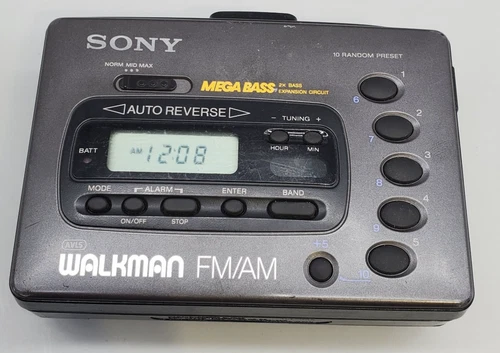 SONY
10 RANDOM PRESET
NORM MID MAX
MEGA BASS 2X BASS
EXPANSION CIRCUIT
1
6
AUTO REVERSE
− TUNING +
HOUR MIN
2
7
BATT
AM 12:08
3
8
MODE ALARM ENTER BAND
ON/OFF STOP
4
9
AVLS
WALKMAN FM/AM
+5
5
10